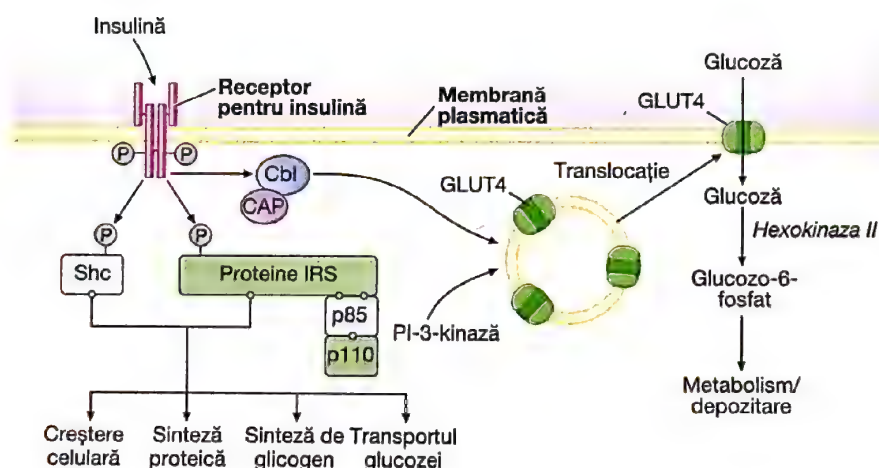 Insulină
Receptor
pentru insulină
Membrană
plasmatică
Glucoză
GLUT4
P
P
Cbl
CAP
GLUT4
Translocație
Glucoză
Hexokinaza II
P
P
Shc
Proteine IRS
p85
p110
PI-3-kinază
Glucozo-6-
fosfat
Metabolism/
depozitare
Creștere
celulară
Sinteză
proteică
Sinteză de
glicogen
Transportul
glucozei